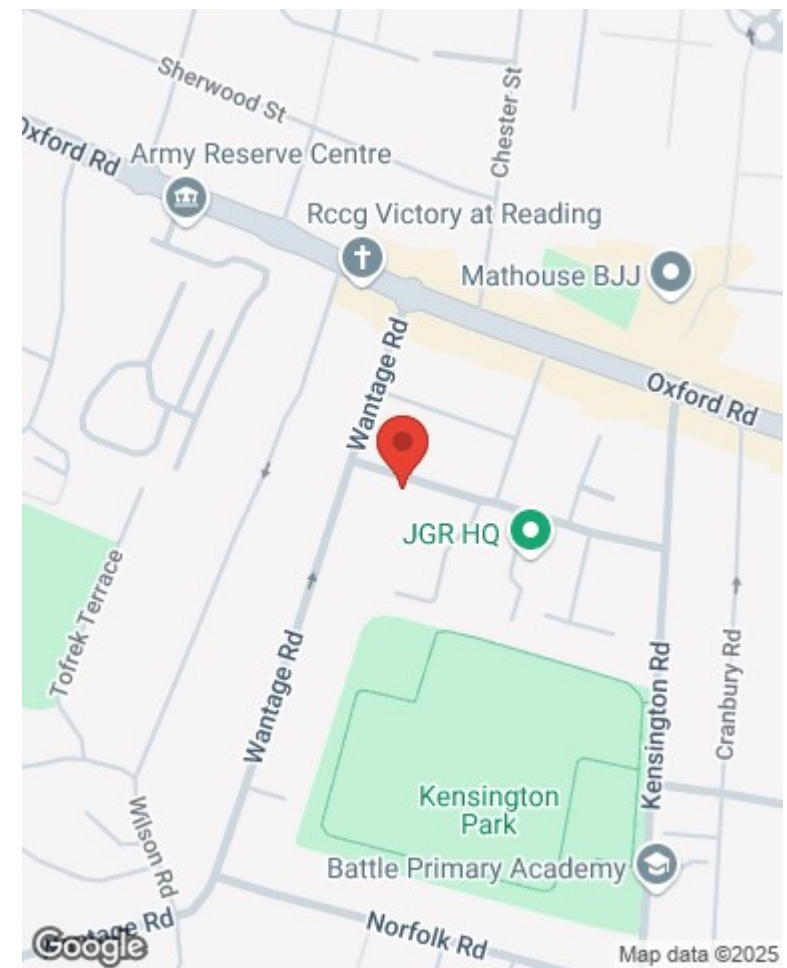 Sherwood St
Chester St
Oxford Rd
Army Reserve Centre
Rccg Victory at Reading
Mathouse BJJ
Wantage Rd
Oxford Rd
JGR HQ
Tofrek Terrace
Wantage Rd
Kensington Rd
Cranbury Rd
Kensington
Park
Wilson Rd
Battle Primary Academy
Wantage Rd
Norfolk Rd
Google
Map data ©2025